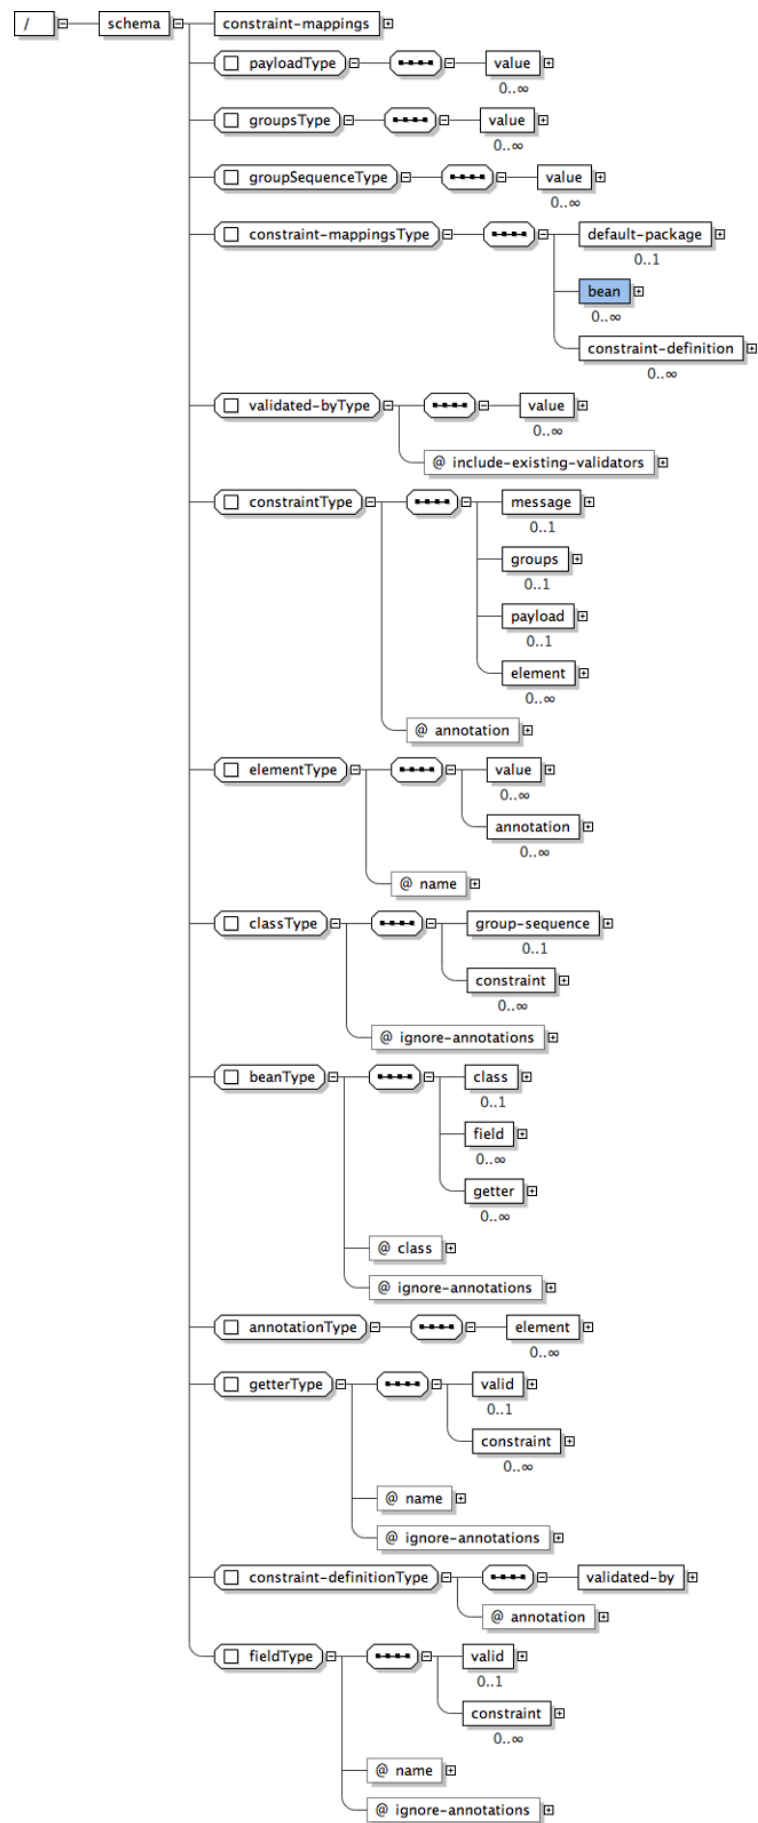 / schema constraint-mappings
payloadType value
0..∞
groupsType value
0..∞
groupSequenceType value
0..∞
constraint-mappingsType default-package
0..1
bean
0..∞
constraint-definition
0..∞
validated-byType value
0..∞
@ include-existing-validators
constraintType message
0..1
groups
0..1
payload
0..1
element
0..∞
@ annotation
elementType value
0..∞
annotation
0..∞
@ name
classType group-sequence
0..1
constraint
0..∞
@ ignore-annotations
beanType class
0..1
field
0..∞
getter
0..∞
@ class
@ ignore-annotations
annotationType element
0..∞
getterType valid
0..1
constraint
0..∞
@ name
@ ignore-annotations
constraint-definitionType validated-by
@ annotation
fieldType valid
0..1
constraint
0..∞
@ name
@ ignore-annotations